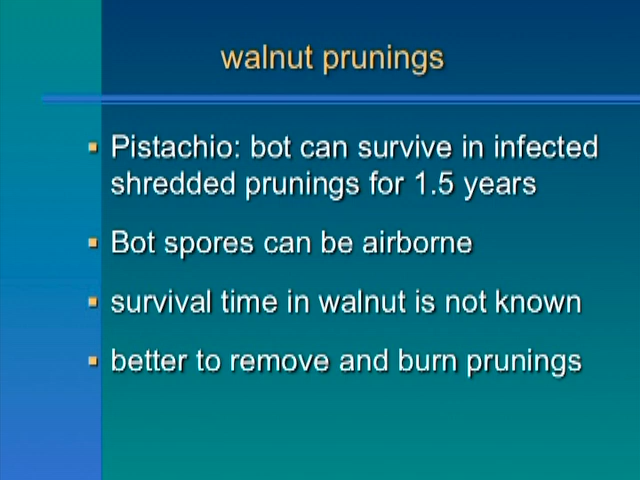 walnut prunings
Pistachio: bot can survive in infected
shredded prunings for 1.5 years
Bot spores can be airborne
survival time in walnut is not known
better to remove and burn prunings